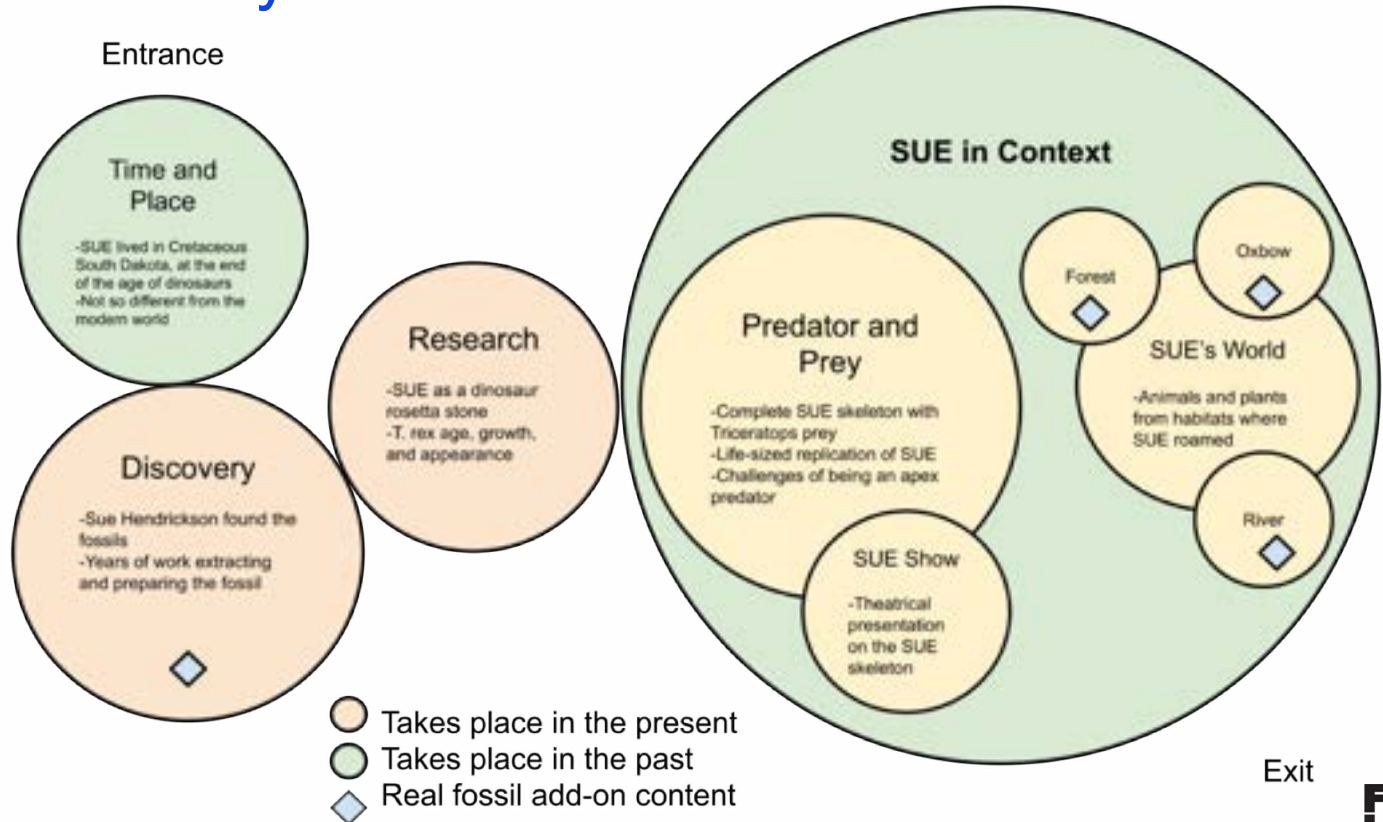 Entrance
Time and
Place
-SUE lived in Cretaceous
South Dakota, at the end
of the age of dinosaurs
-Not so different from the
modern world
Discovery
-Sue Hendrickson found the
fossils
-Years of work extracting
and preparing the fossil
Research
-SUE as a dinosaur
rosetta stone
-T. rex age, growth,
and appearance
SUE in Context
Predator and
Prey
-Complete SUE skeleton with
Triceratops prey
-Life-sized replication of SUE
-Challenges of being an apex
predator
SUE Show
-Theatrical
presentation
on the SUE
skeleton
Forest
Oxbow
SUE's World
-Animals and plants
from habitats where
SUE roamed
River
Takes place in the present
Takes place in the past
Real fossil add-on content
Exit